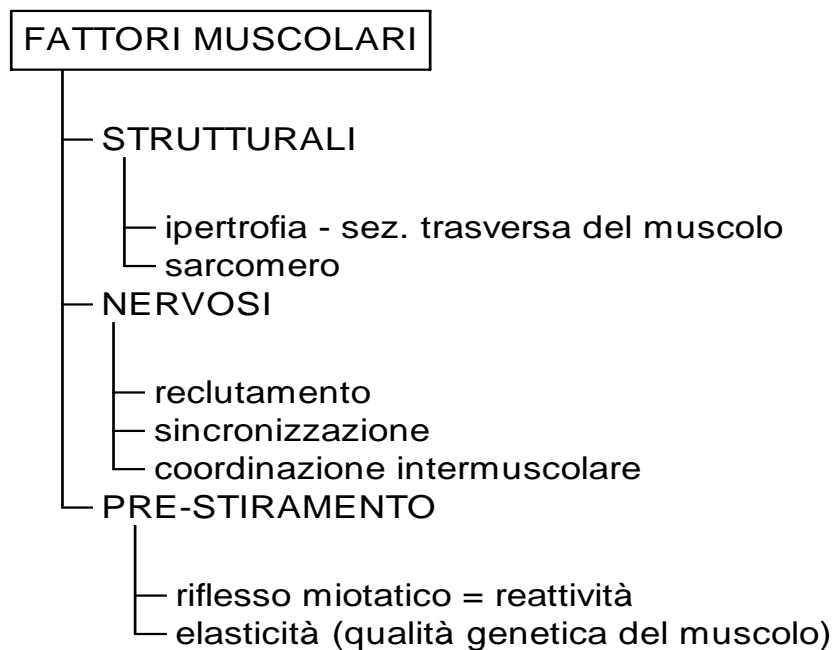 FATTORI MUSCOLARI
STRUTTURALI
ipertrofia - sez. trasversa del muscolo
sarcomero
NERVOSI
reclutamento
sincronizzazione
coordinazione intermuscolare
PRE-STIRAMENTO
riflesso miotatico = reattività
elasticità (qualità genetica del muscolo)